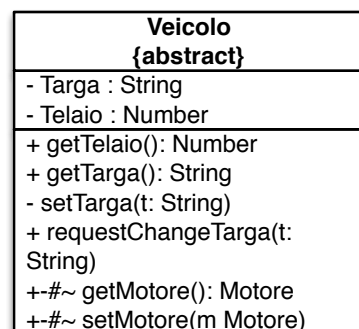 Veicolo
{abstract}
- Targa : String
- Telaio : Number
+ getTelaio(): Number
+ getTarga(): String
- setTarga(t: String)
+ requestChangeTarga(t:
String)
+-#~ getMotore(): Motore
+-#~ setMotore(m Motore)